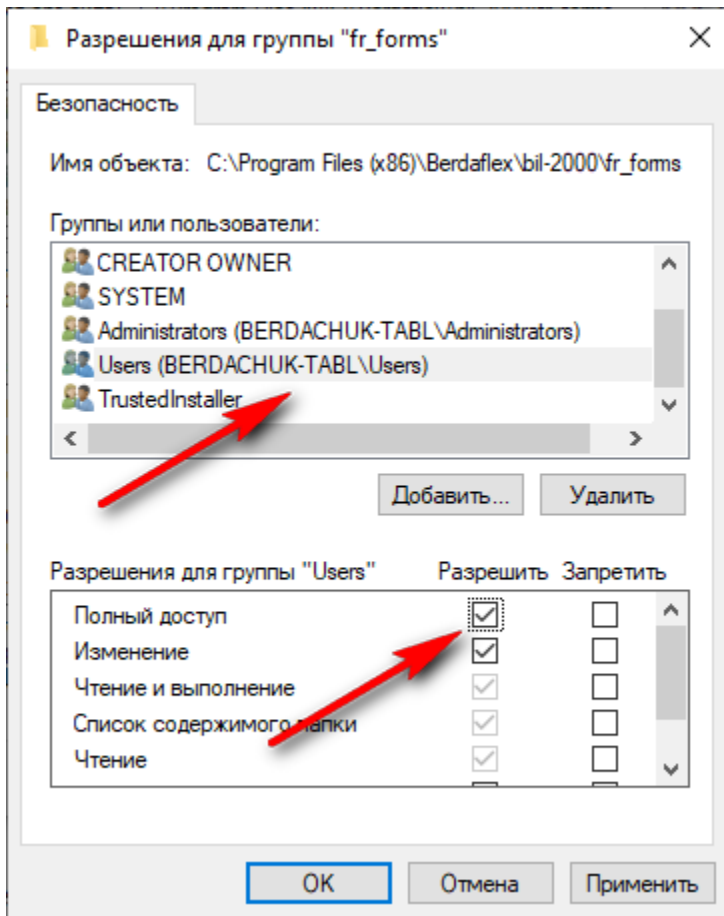 Разрешения для группы "fr_forms"
Безопасность
Имя объекта: C:\Program Files (x86)\Berdaflex\bil-2000\fr_forms
Группы или пользователи:
CREATOR OWNER
SYSTEM
Administrators (BERDACHUK-TABL\Administrators)
Users (BERDACHUK-TABL\Users)
TrustedInstaller
Добавить... Удалить
Разрешения для группы "Users" Разрешить Запретить
Полный доступ
Изменение
Чтение и выполнение
Список содержимого папки
Чтение
OK Отмена Применить